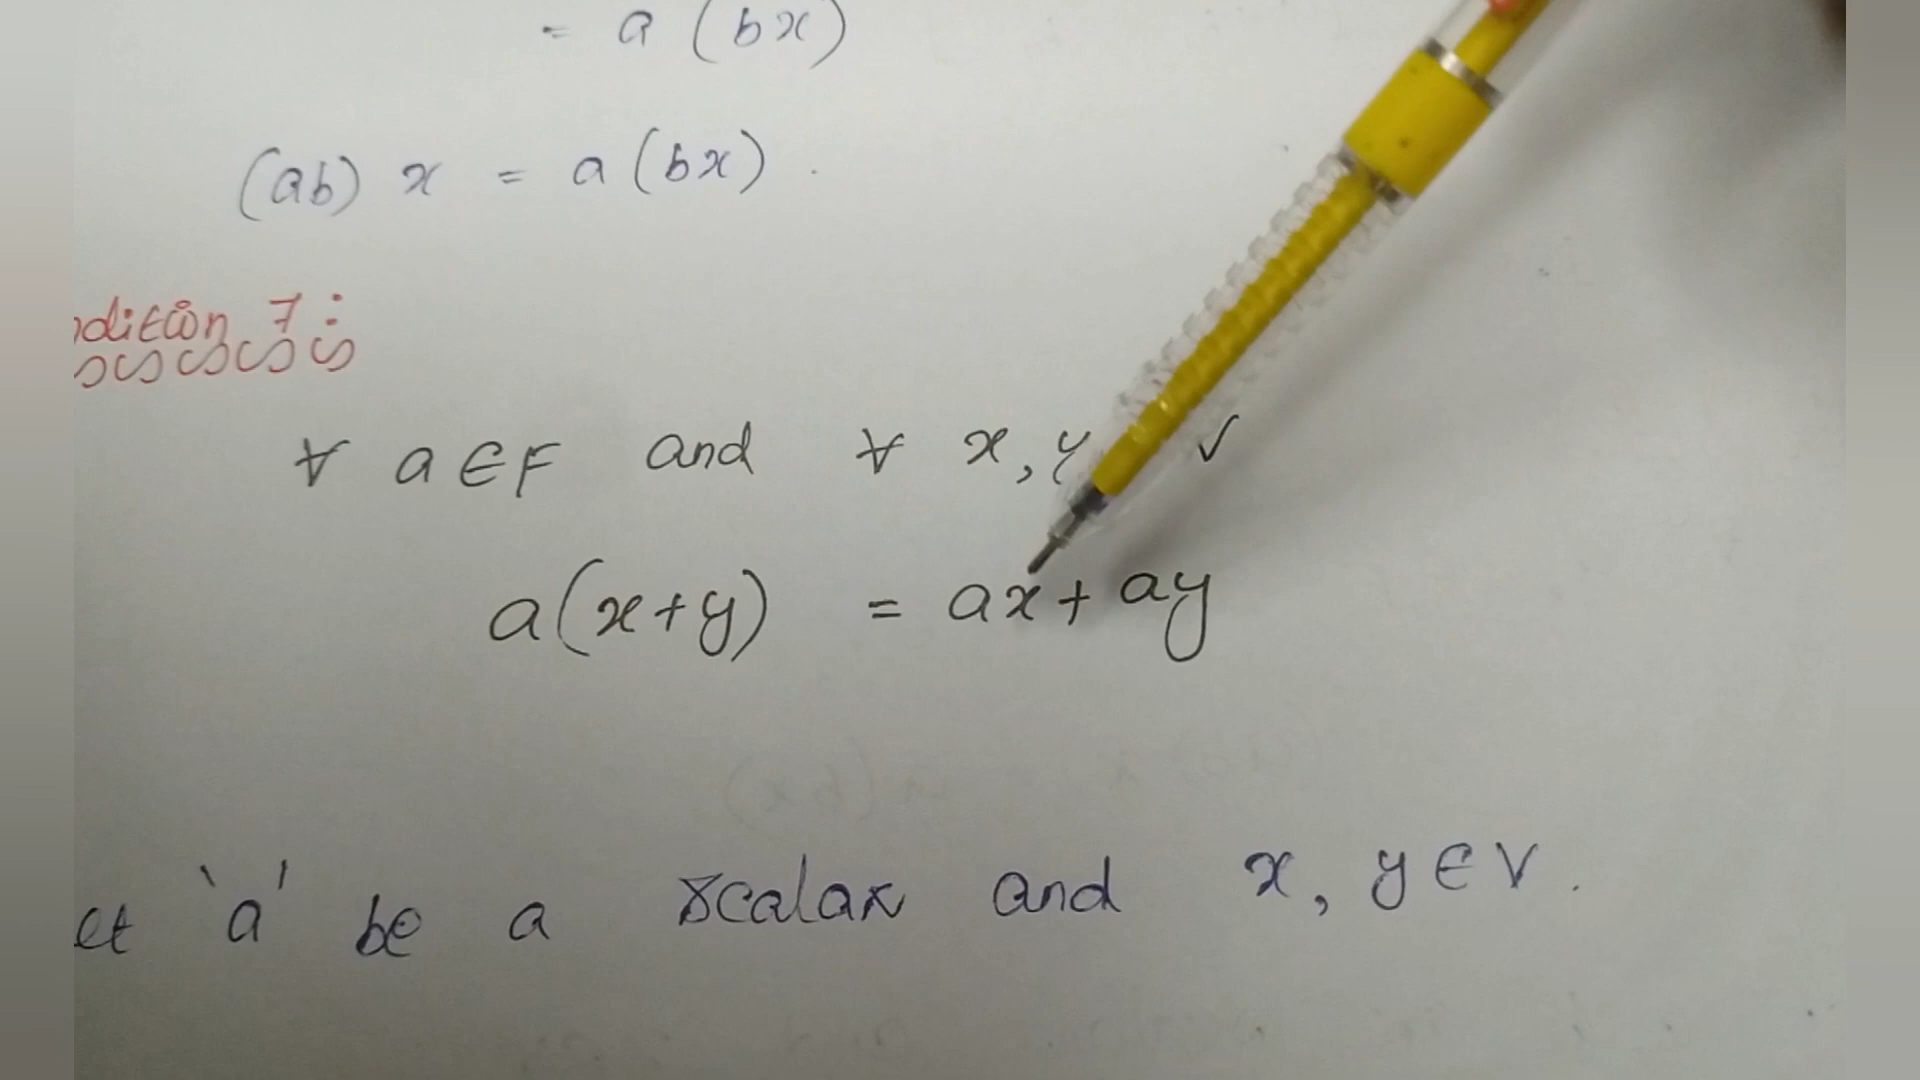 = a (bx)
(ab) x = a (bx) .
ndition 7 :
∀ a ∈ F and ∀ x, y V
a(x+y) = ax + ay
et 'a' be a scalar and x, y ∈ V .